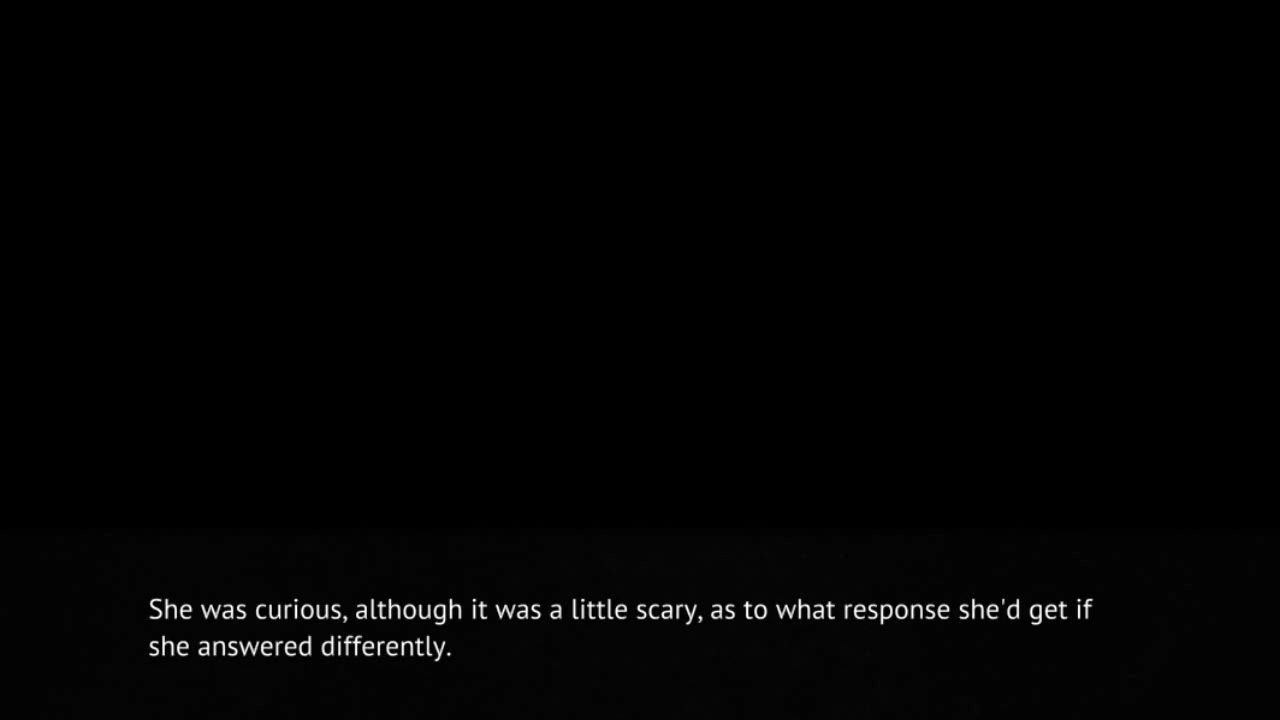 She was curious, although it was a little scary, as to what response she'd get if
she answered differently.